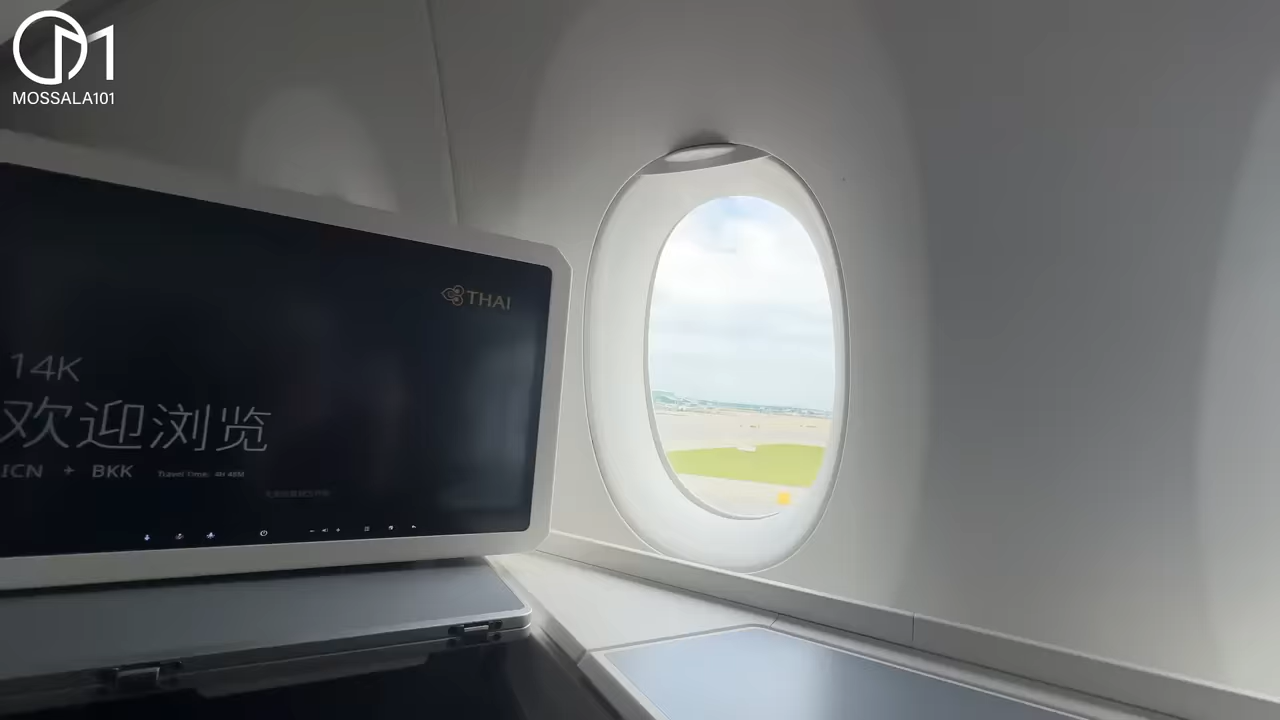 MOSSALA101
THAI
14K
欢迎浏览
ICN ✈ BKK Travel Time: 4H 48M